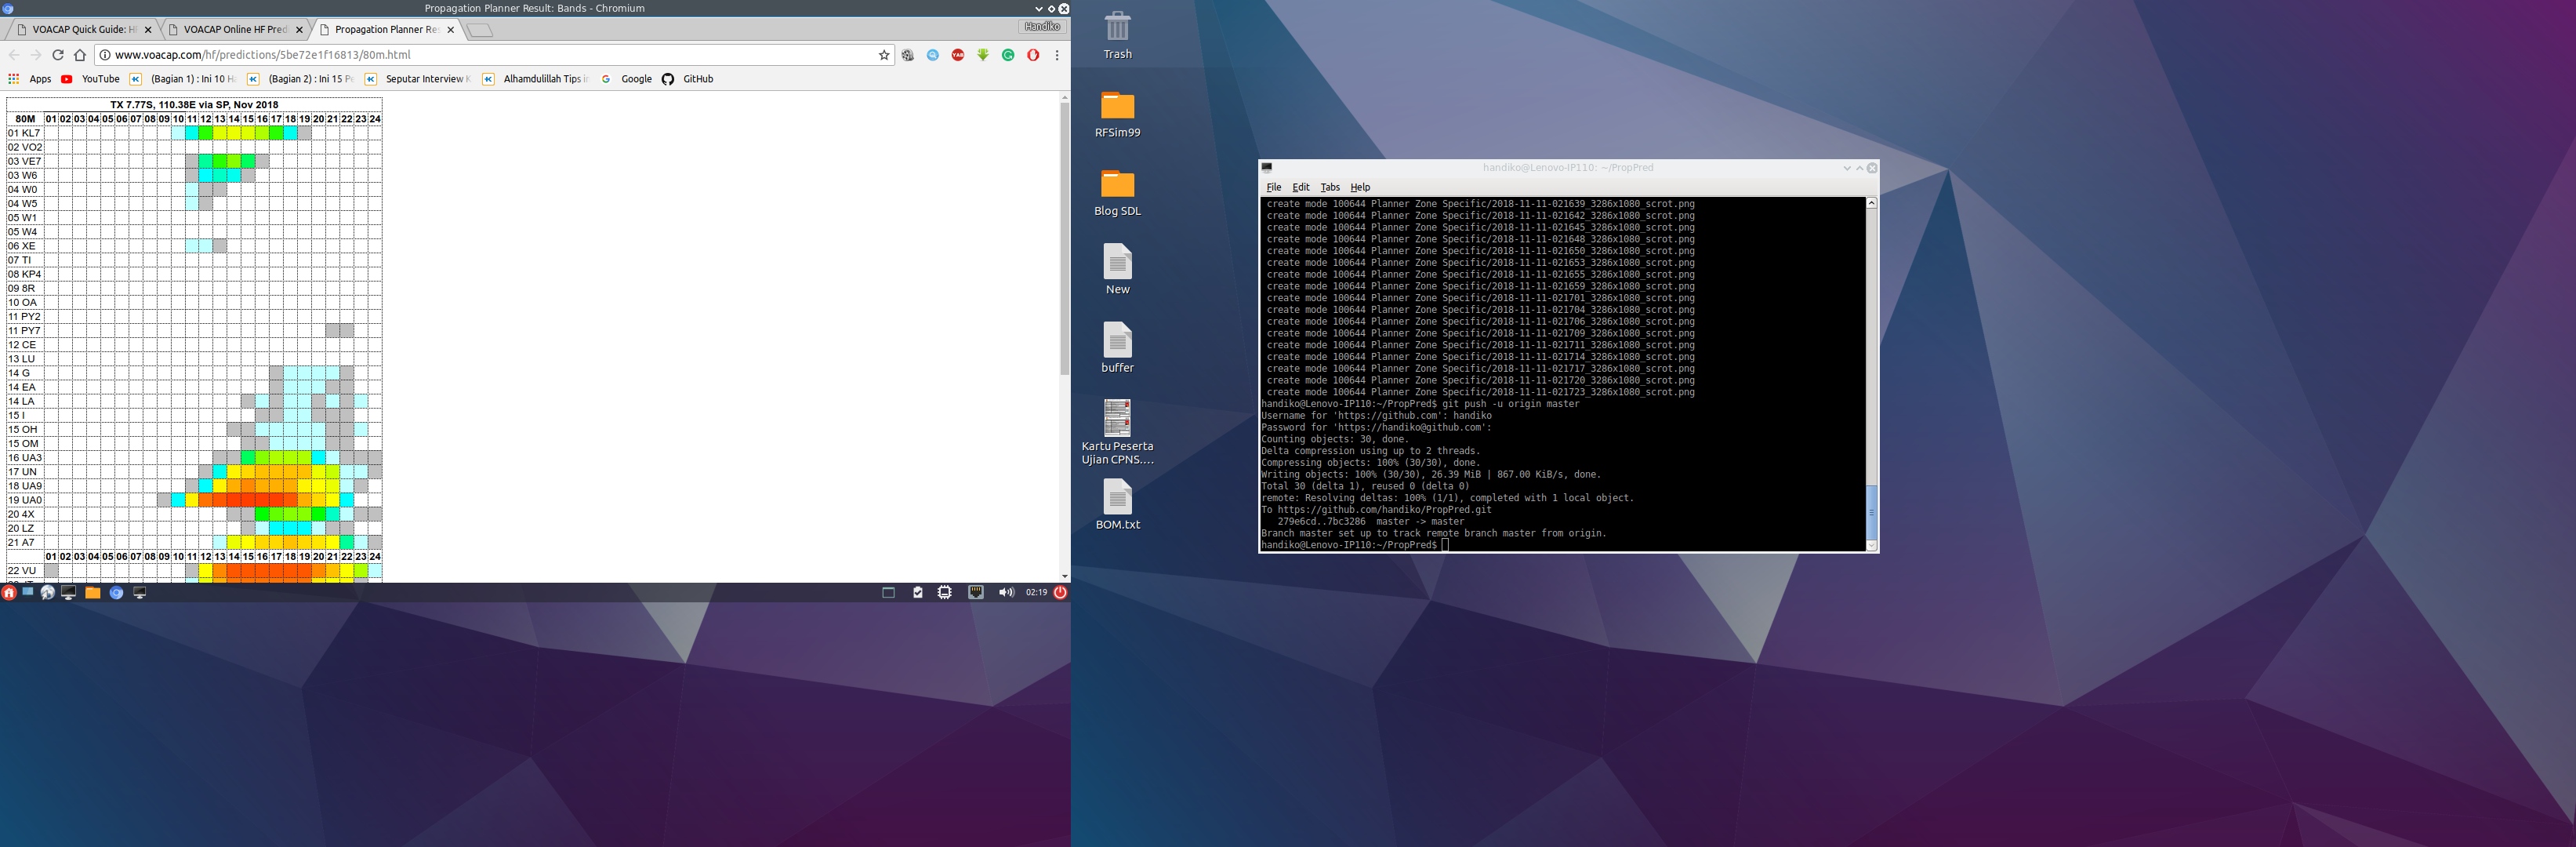 Propagation Planner Result: Bands - Chromium
VOACAP Quick Guide: H
VOACAP Online HF Pred
Propagation Planner Re
Handiko
www.voacap.com/hf/predictions/5be72e1f16813/80m.html
Apps
YouTube
(Bagian 1) : Ini 10 H
(Bagian 2) : Ini 15 P
Seputar Interview K
Alhamdulillah Tips i
Google
GitHub
TX 7.77S, 110.38E via SP, Nov 2018
80M 01 02 03 04 05 06 07 08 09 10 11 12 13 14 15 16 17 18 19 20 21 22 23 24
01 KL7
02 VO2
03 VE7
03 W6
04 W0
04 W5
05 W1
05 W4
06 XE
07 TI
08 KP4
09 8R
10 OA
11 PY2
11 PY7
12 CE
13 LU
14 G
14 EA
14 LA
15 I
15 OH
15 OM
16 UA3
17 UN
18 UA9
19 UA0
20 4X
20 LZ
21 A7
01 02 03 04 05 06 07 08 09 10 11 12 13 14 15 16 17 18 19 20 21 22 23 24
22 VU
02:19
Trash
RFSim99
Blog SDL
New
buffer
Kartu Peserta
Ujian CPNS....
BOM.txt
handiko@Lenovo-IP110: ~/PropPred
File Edit Tabs Help
create mode 100644 Planner Zone Specific/2018-11-11-021639_3286x1080_scrot.png
create mode 100644 Planner Zone Specific/2018-11-11-021642_3286x1080_scrot.png
create mode 100644 Planner Zone Specific/2018-11-11-021645_3286x1080_scrot.png
create mode 100644 Planner Zone Specific/2018-11-11-021648_3286x1080_scrot.png
create mode 100644 Planner Zone Specific/2018-11-11-021650_3286x1080_scrot.png
create mode 100644 Planner Zone Specific/2018-11-11-021653_3286x1080_scrot.png
create mode 100644 Planner Zone Specific/2018-11-11-021655_3286x1080_scrot.png
create mode 100644 Planner Zone Specific/2018-11-11-021659_3286x1080_scrot.png
create mode 100644 Planner Zone Specific/2018-11-11-021701_3286x1080_scrot.png
create mode 100644 Planner Zone Specific/2018-11-11-021704_3286x1080_scrot.png
create mode 100644 Planner Zone Specific/2018-11-11-021706_3286x1080_scrot.png
create mode 100644 Planner Zone Specific/2018-11-11-021709_3286x1080_scrot.png
create mode 100644 Planner Zone Specific/2018-11-11-021711_3286x1080_scrot.png
create mode 100644 Planner Zone Specific/2018-11-11-021714_3286x1080_scrot.png
create mode 100644 Planner Zone Specific/2018-11-11-021717_3286x1080_scrot.png
create mode 100644 Planner Zone Specific/2018-11-11-021720_3286x1080_scrot.png
create mode 100644 Planner Zone Specific/2018-11-11-021723_3286x1080_scrot.png
handiko@Lenovo-IP110:~/PropPred$ git push -u origin master
Username for 'https://github.com': handiko
Password for 'https://handiko@github.com':
Counting objects: 30, done.
Delta compression using up to 2 threads.
Compressing objects: 100% (30/30), done.
Writing objects: 100% (30/30), 26.39 MiB | 867.00 KiB/s, done.
Total 30 (delta 1), reused 0 (delta 0)
remote: Resolving deltas: 100% (1/1), completed with 1 local object.
To https://github.com/handiko/PropPred.git
279e6cd..7bc3286 master -> master
Branch master set up to track remote branch master from origin.
handiko@Lenovo-IP110:~/PropPred$